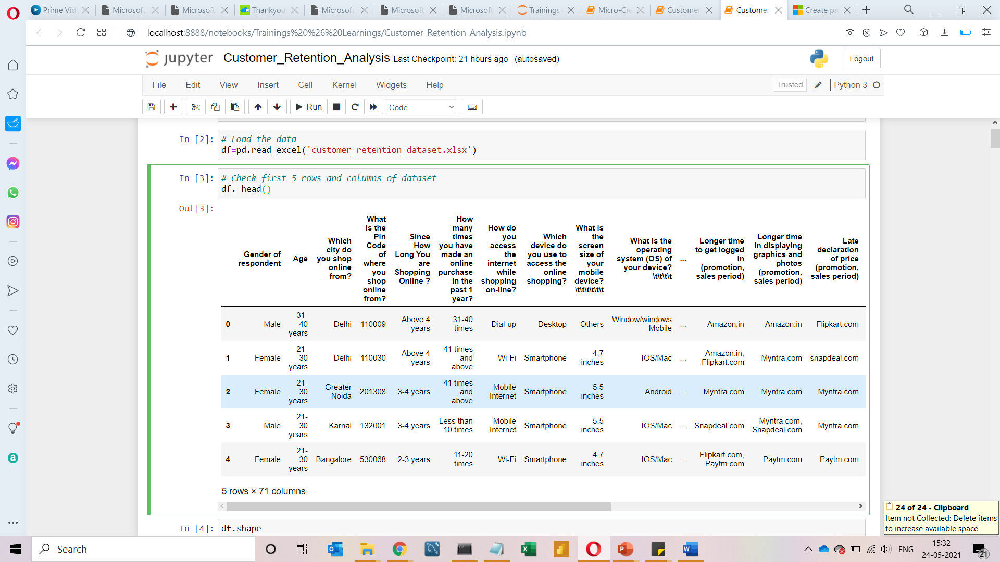 Prime Vid
Microsoft
Microsoft
Thankyou
Microsoft
Microsoft
Microsoft
Trainings
Micro-Cre
Customer
Customer
Create pr
localhost:8888/notebooks/Trainings%20%26%20Learnings/Customer_Retention_Analysis.ipynb
jupyter Customer_Retention_Analysis Last Checkpoint: 21 hours ago (autosaved)
Logout
File Edit View Insert Cell Kernel Widgets Help
Trusted
Python 3
Run
Code
In [2]:
# Load the data
df=pd.read_excel('customer_retention_dataset.xlsx')
In [3]:
# Check first 5 rows and columns of dataset
df. head()
Out[3]:
Gender of
respondent
Age
Which
city do
you shop
online
from?
What
is the
Pin
Code
of
where
you
shop
online
from?
Since
How
Long You
are
Shopping
Online ?
How
many
times
you have
made an
online
purchase
in the
past 1
year?
How do
you
access
the
internet
while
shopping
on-line?
Which
device do
you use to
access the
online
shopping?
What is
the
screen
size of
your
mobile
device?
\t\t\t\t\t\t
What is the
operating
system (OS) of
your device?
\t\t\t\t
...
Longer time
to get logged
in
(promotion,
sales period)
Longer time
in displaying
graphics and
photos
(promotion,
sales period)
Late
declaration
of price
(promotion,
sales period)
0
Male
31-
40
years
Delhi
110009
Above 4
years
31-40
times
Dial-up
Desktop
Others
Window/windows
Mobile
...
Amazon.in
Amazon.in
Flipkart.com
1
Female
21-
30
years
Delhi
110030
Above 4
years
41 times
and
above
Wi-Fi
Smartphone
4.7
inches
IOS/Mac
...
Amazon.in,
Flipkart.com
Myntra.com
snapdeal.com
2
Female
21-
30
years
Greater
Noida
201308
3-4 years
41 times
and
above
Mobile
Internet
Smartphone
5.5
inches
Android
...
Myntra.com
Myntra.com
Myntra.com
3
Male
21-
30
years
Karnal
132001
3-4 years
Less than
10 times
Mobile
Internet
Smartphone
5.5
inches
IOS/Mac
...
Snapdeal.com
Myntra.com,
Snapdeal.com
Myntra.com
4
Female
21-
30
years
Bangalore
530068
2-3 years
11-20
times
Wi-Fi
Smartphone
4.7
inches
IOS/Mac
...
Flipkart.com,
Paytm.com
Paytm.com
Paytm.com
5 rows × 71 columns
In [4]:
df.shape
24 of 24 - Clipboard
Item not Collected: Delete items
to increase available space
Search
ENG
15:32
24-05-2021
21